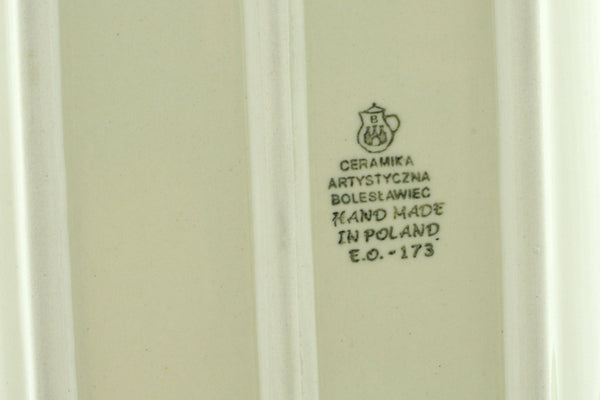 B
CERAMIKA
ARTYSTYCZNA
BOLESŁAWIEC
HAND MADE
IN POLAND
E.O. - 173